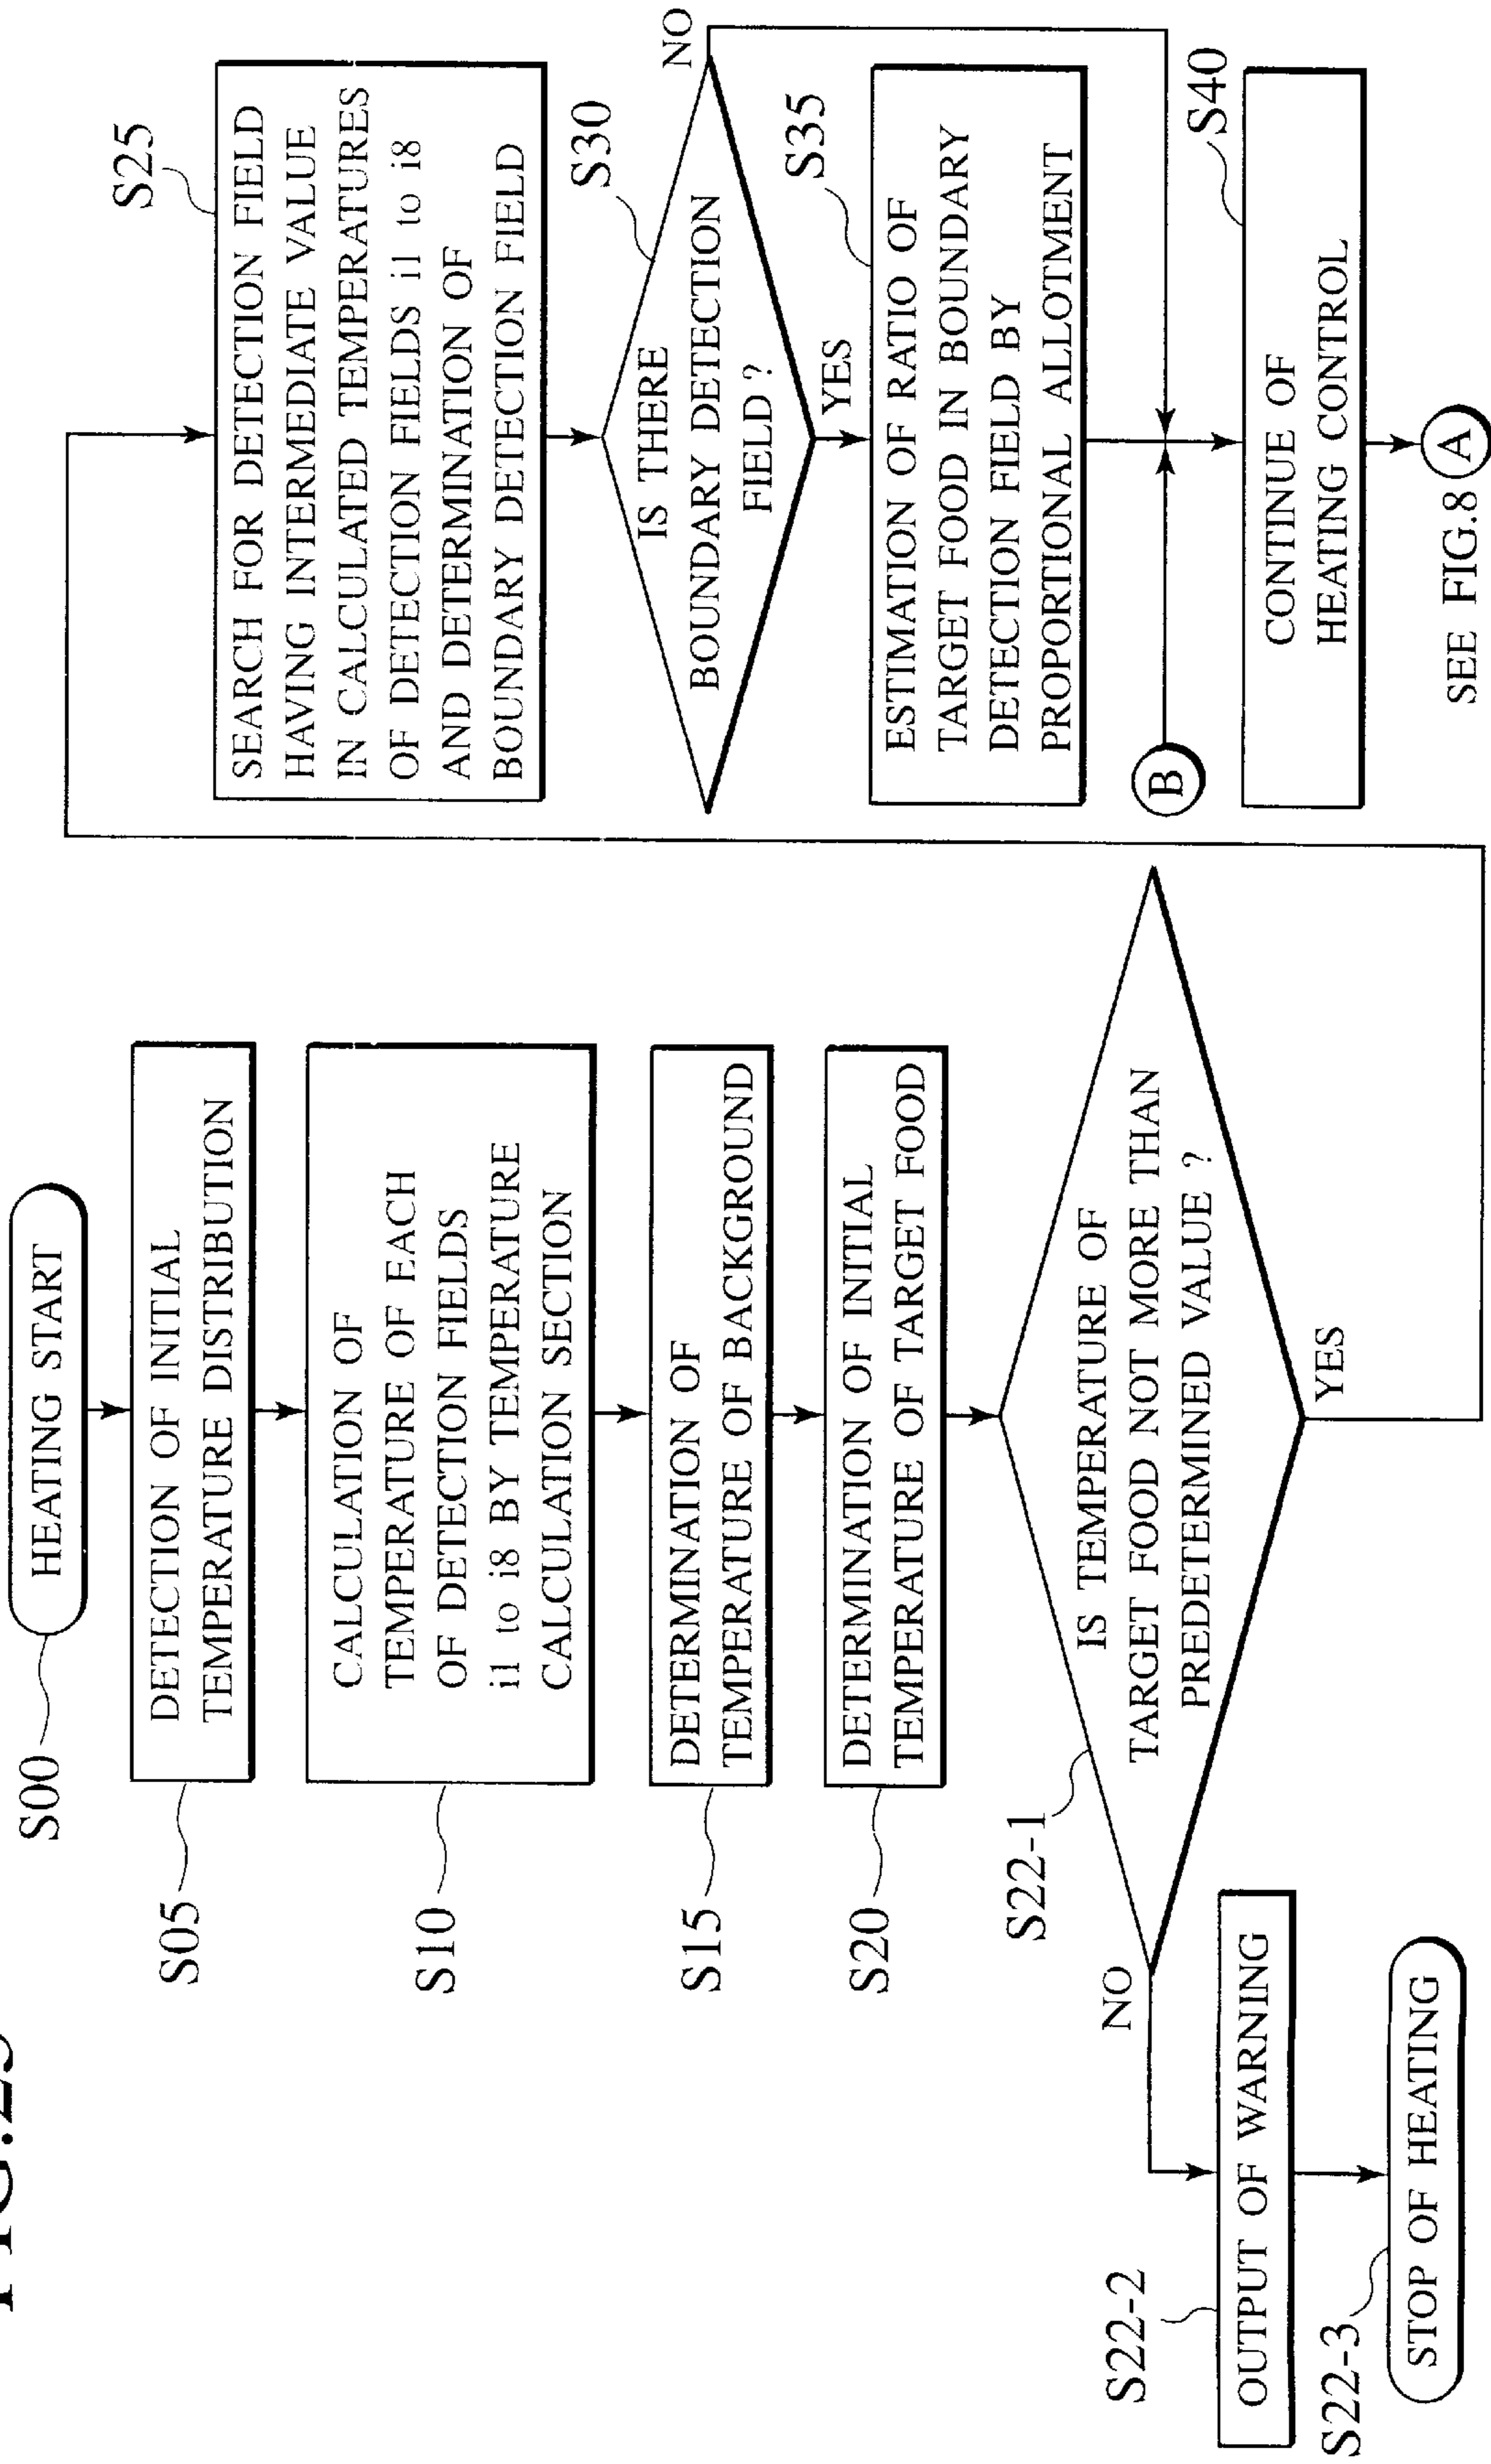 S00
HEATING START
S05
DETECTION OF INITIAL
TEMPERATURE DISTRIBUTION
S10
CALCULATION OF
TEMPERATURE OF EACH
OF DETECTION FIELDS
i1 to i8 BY TEMPERATURE
CALCULATION SECTION
S15
DETERMINATION OF
TEMPERATURE OF BACKGROUND
S20
DETERMINATION OF INITIAL
TEMPERATURE OF TARGET FOOD
S22-1
IS TEMPERATURE OF
TARGET FOOD NOT MORE THAN
PREDETERMINED VALUE ?
NO
YES
S22-2
OUTPUT OF WARNING
S22-3
STOP OF HEATING
S25
SEARCH FOR DETECTION FIELD
HAVING INTERMEDIATE VALUE
IN CALCULATED TEMPERATURES
OF DETECTION FIELDS i1 to i8
AND DETERMINATION OF
BOUNDARY DETECTION FIELD
S30
IS THERE
BOUNDARY DETECTION
FIELD ?
NO
YES
S35
ESTIMATION OF RATIO OF
TARGET FOOD IN BOUNDARY
DETECTION FIELD BY
PROPORTIONAL ALLOTMENT
B
S40
CONTINUE OF
HEATING CONTROL
SEE FIG.8 A